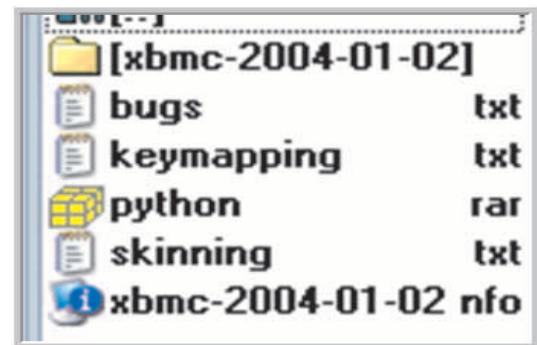 [..]
[xbmc-2004-01-02]
bugs txt
keymapping txt
python rar
skinning txt
xbmc-2004-01-02 nfo